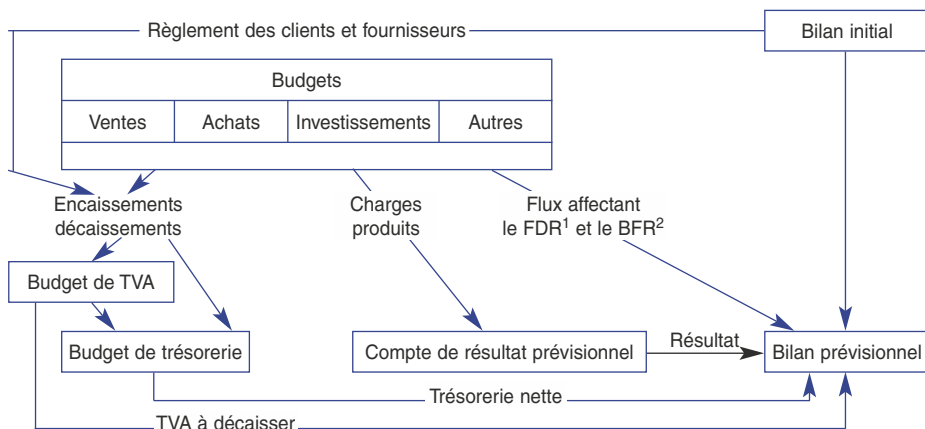 Règlement des clients et fournisseurs
Bilan initial
Budgets
Ventes Achats Investissements Autres
Encaissements
décaissements
Charges
produits
Flux affectant
le FDR¹ et le BFR²
Budget de TVA
Budget de trésorerie
Compte de résultat prévisionnel
Résultat
Bilan prévisionnel
Trésorerie nette
TVA à décaisser